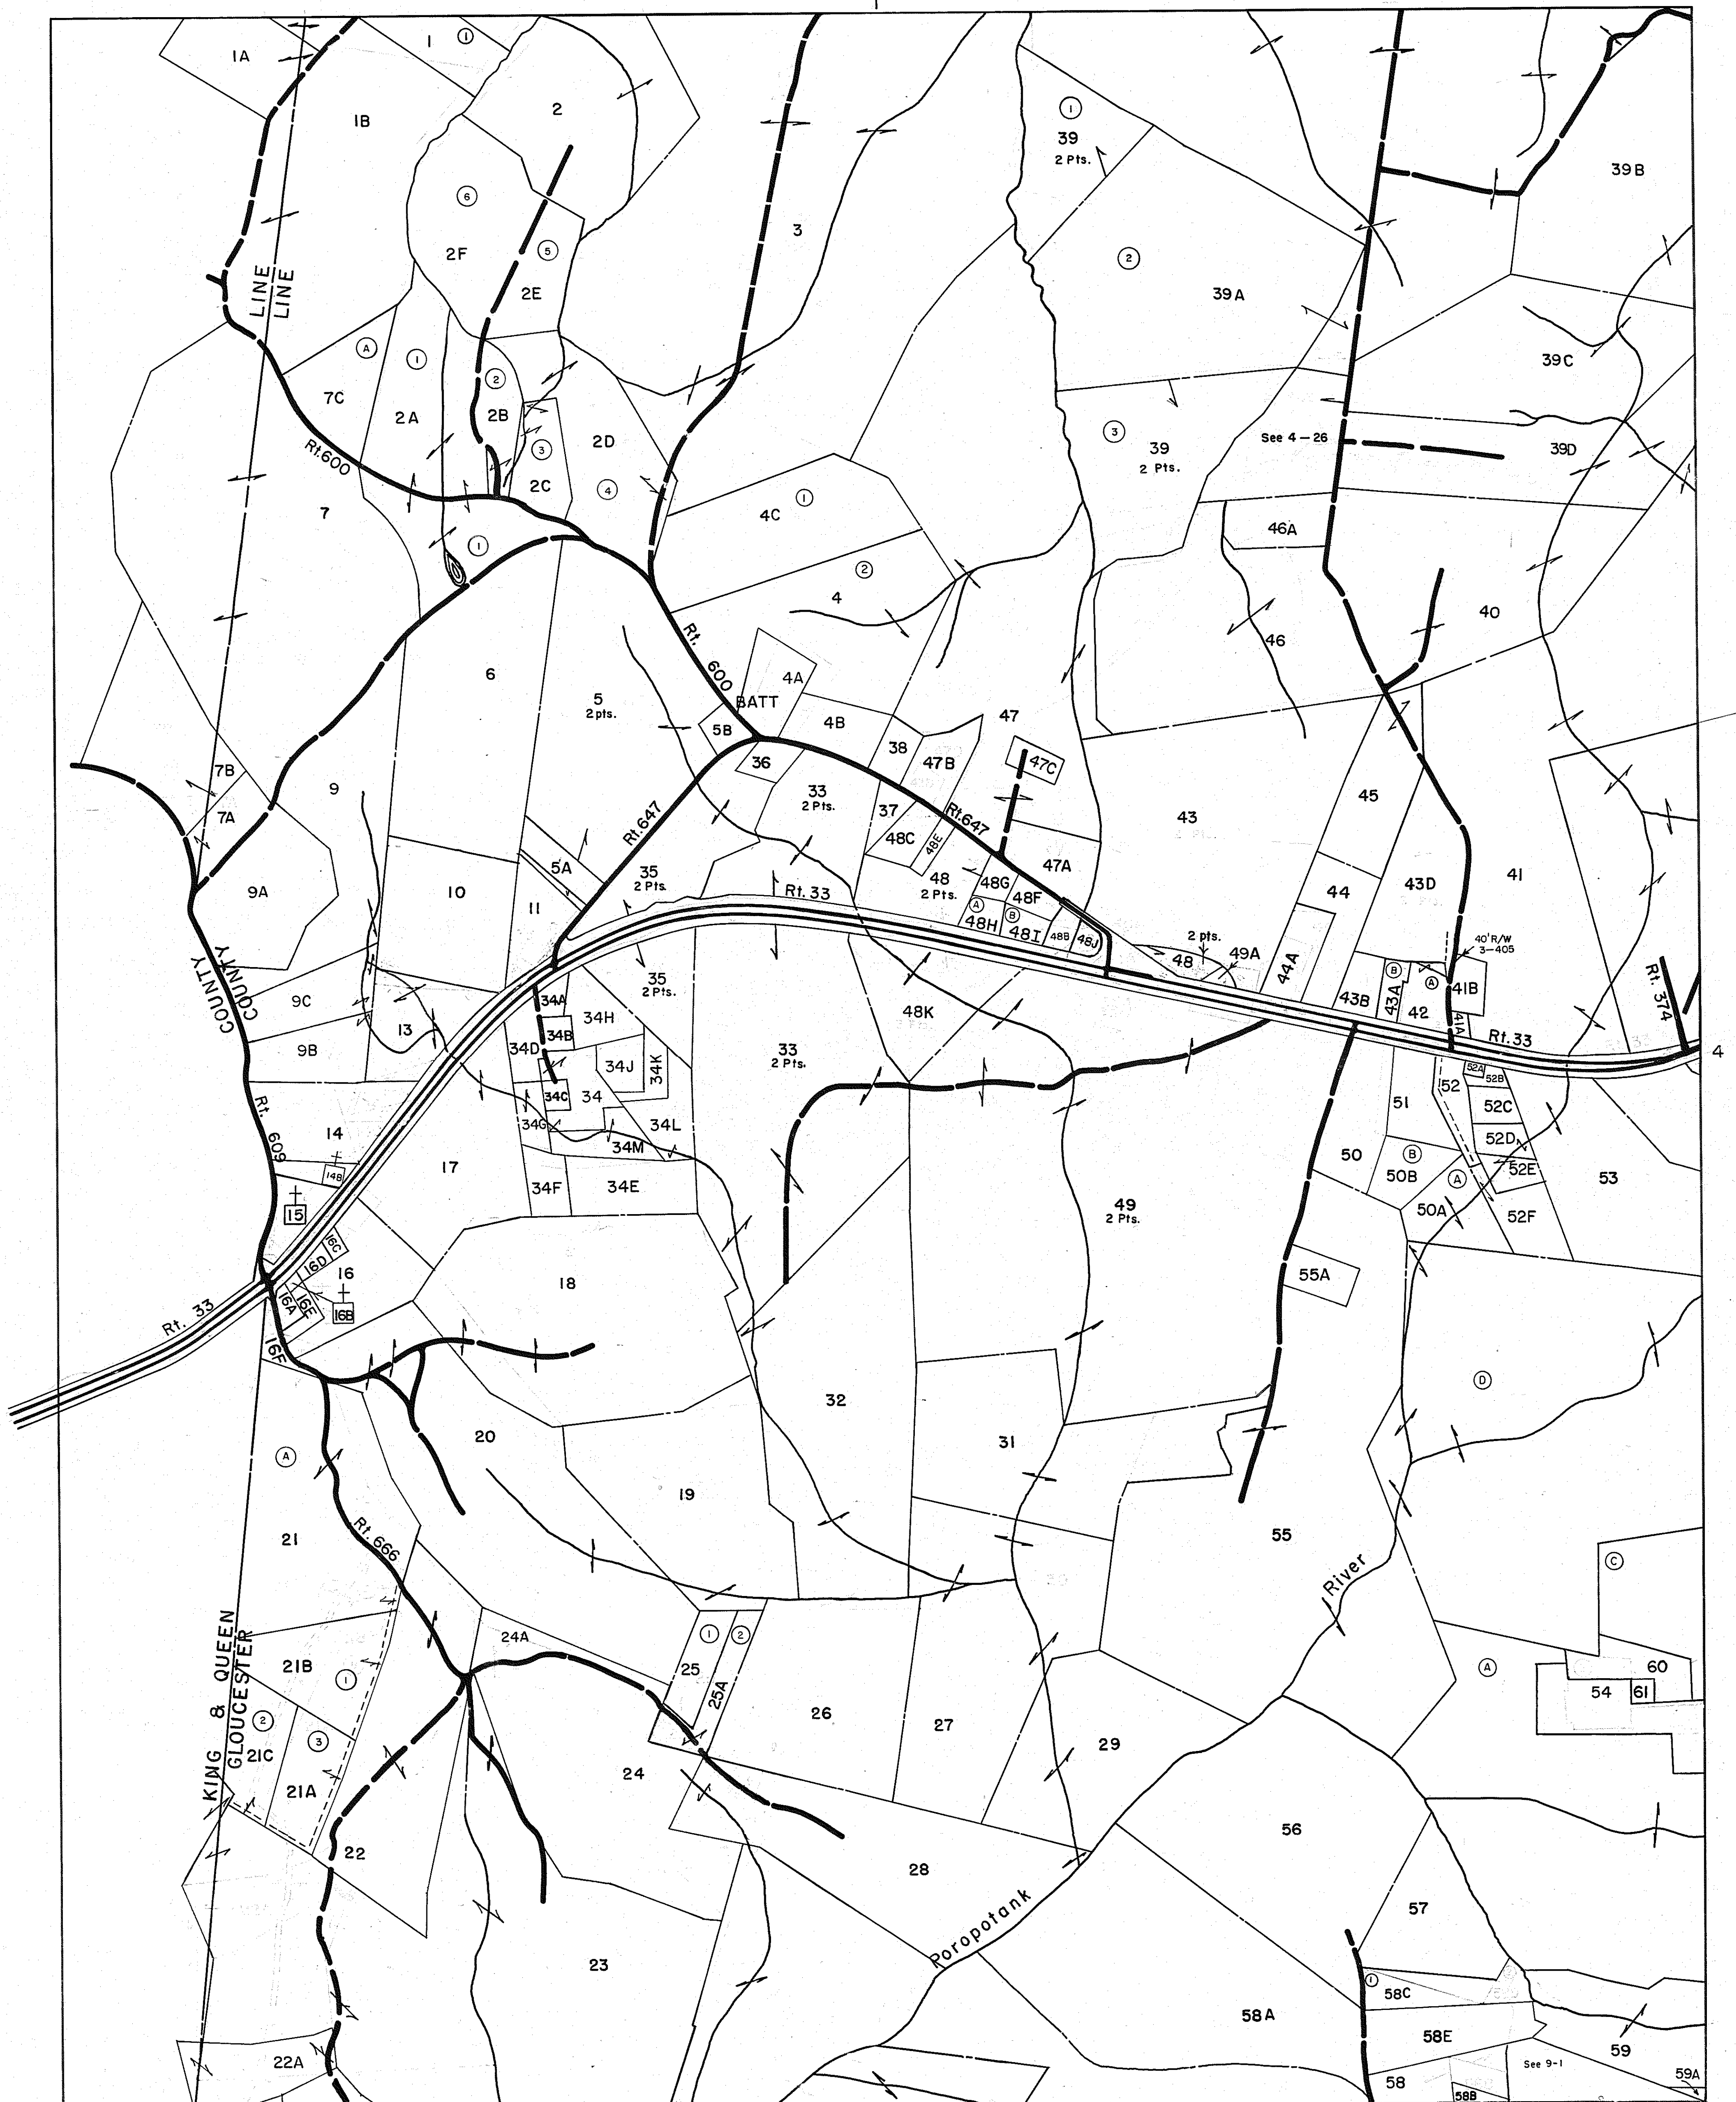 1A
1
1
1B
2
1
39
2 Pts.
39B
6
2F
5
2E
3
2
39A
LINE
LINE
A
7C
1
2A
2
2B
3
2C
2D
4
39C
3
39
2 Pts.
See 4-26
39D
Rt.600
7
1
4C
1
46A
2
4
40
46
Rt. 600
6
5
2pts.
4A
BATT
5B
4B
38
47
47B
47C
36
7B
7A
9
33
2 Pts.
37
48C
48E
Rt.647
Rt.647
43
45
47A
5A
35
2 Pts.
48
2 Pts.
48G
48F
44
43D
41
9A
10
11
Rt.33
A
48H
B
48I
48B
48J
2 pts.
48
49A
44A
40' R/W
3-405
COUNTY
COUNTY
9C
9B
13
34A
34B
34H
35
2 Pts.
48K
43B
B
43A
42
A
41B
41A
Rt. 374
Rt.33
4
34D
34J
34K
34C
34
34G
34L
34M
33
2 Pts.
51
52
52A
52B
52C
52D
52E
52F
Rt. 609
14
14B
15
17
34F
34E
49
2 Pts.
50
B
50B
A
50A
53
16C
16D
16
16A
16E
16B
16F
18
55A
Rt. 33
32
31
D
20
A
21
19
Rt.666
55
C
River
KING & QUEEN
GLOUCESTER
24A
1
2
25
25A
21B
1
2
21C
3
21A
26
27
29
A
60
54
61
24
22
28
56
57
Poropotank
23
58A
1
58C
58E
59
See 9-1
59A
22A
58
58B